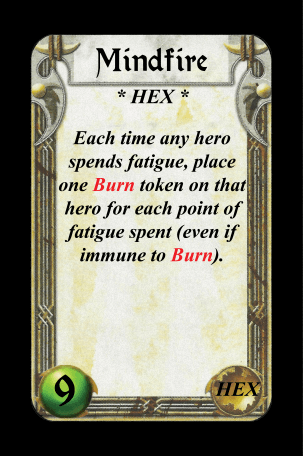 Mindfire
* HEX *
Each time any hero
spends fatigue, place
one Burn token on that
hero for each point of
fatigue spent (even if
immune to Burn).
9
HEX